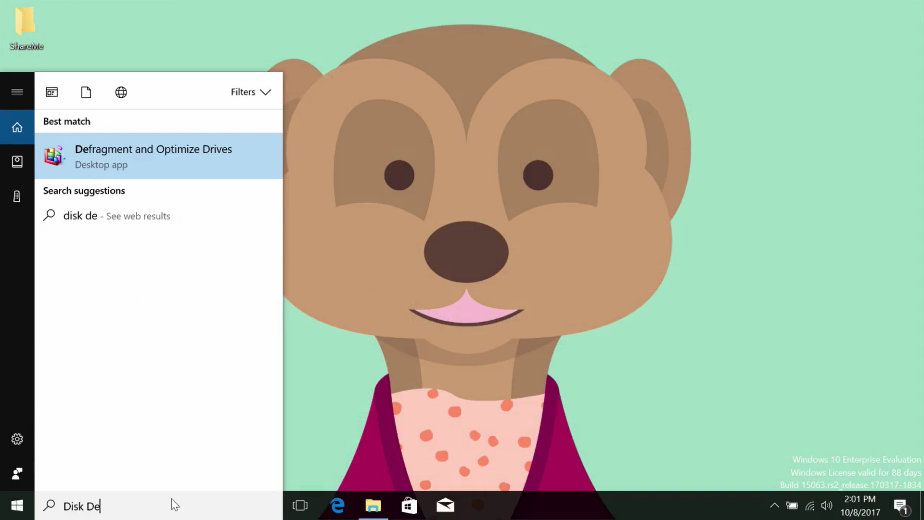 ShareMe
Filters
Best match
Defragment and Optimize Drives
Desktop app
Search suggestions
disk de - See web results
Windows 10 Enterprise Evaluation
Windows License valid for 88 days
Build 15063.rs2_release.170317-1834
Disk De
2:01 PM
10/8/2017
1